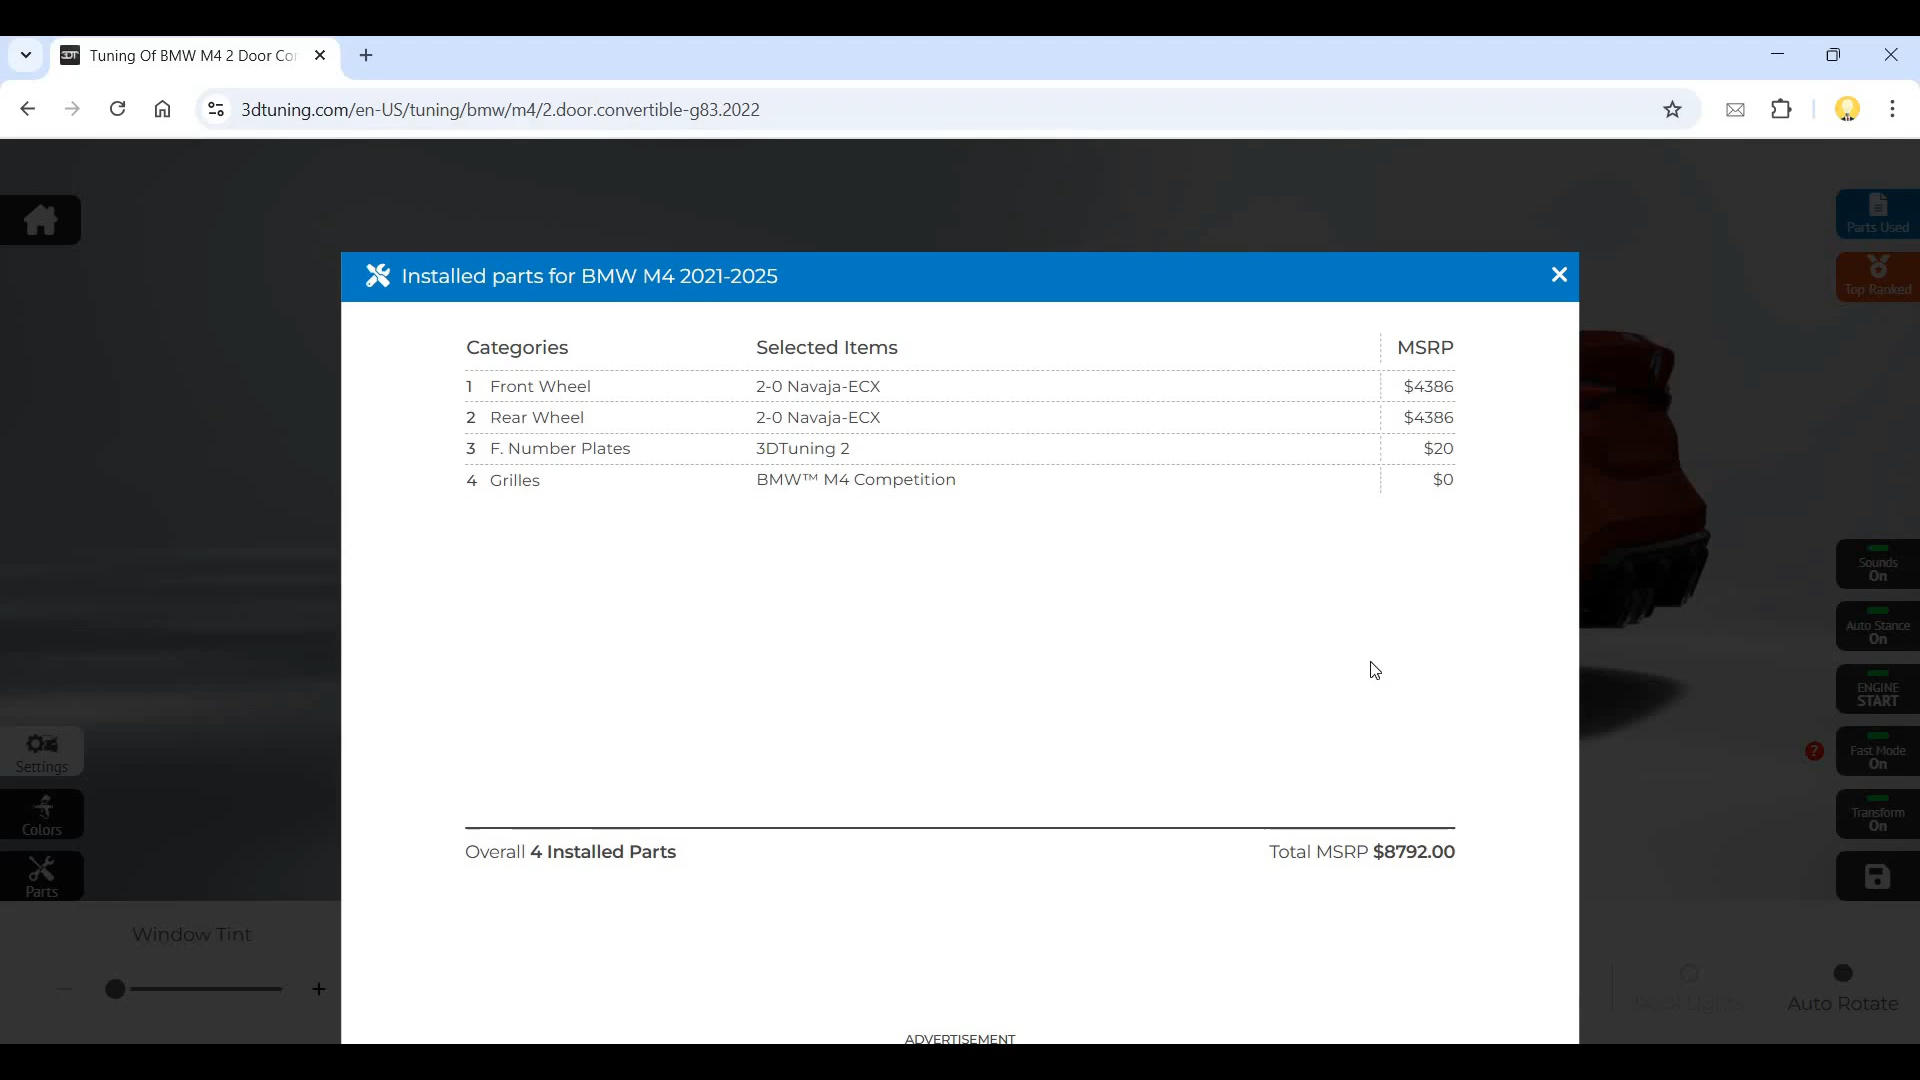 3DT Tuning Of BMW M4 2 Door Con
3dtuning.com/en-US/tuning/bmw/m4/2.door.convertible-g83.2022
Parts Used
Top Ranked
Installed parts for BMW M4 2021-2025
Categories Selected Items MSRP
1 Front Wheel 2-0 Navaja-ECX $4386
2 Rear Wheel 2-0 Navaja-ECX $4386
3 F. Number Plates 3DTuning 2 $20
4 Grilles BMW™ M4 Competition $0
Sounds
On
Auto Stance
On
ENGINE
START
? Fast Mode
On
Transform
On
Settings
Colors
Parts
Overall 4 Installed Parts Total MSRP $8792.00
Window Tint
Auto Rotate
ADVERTISEMENT